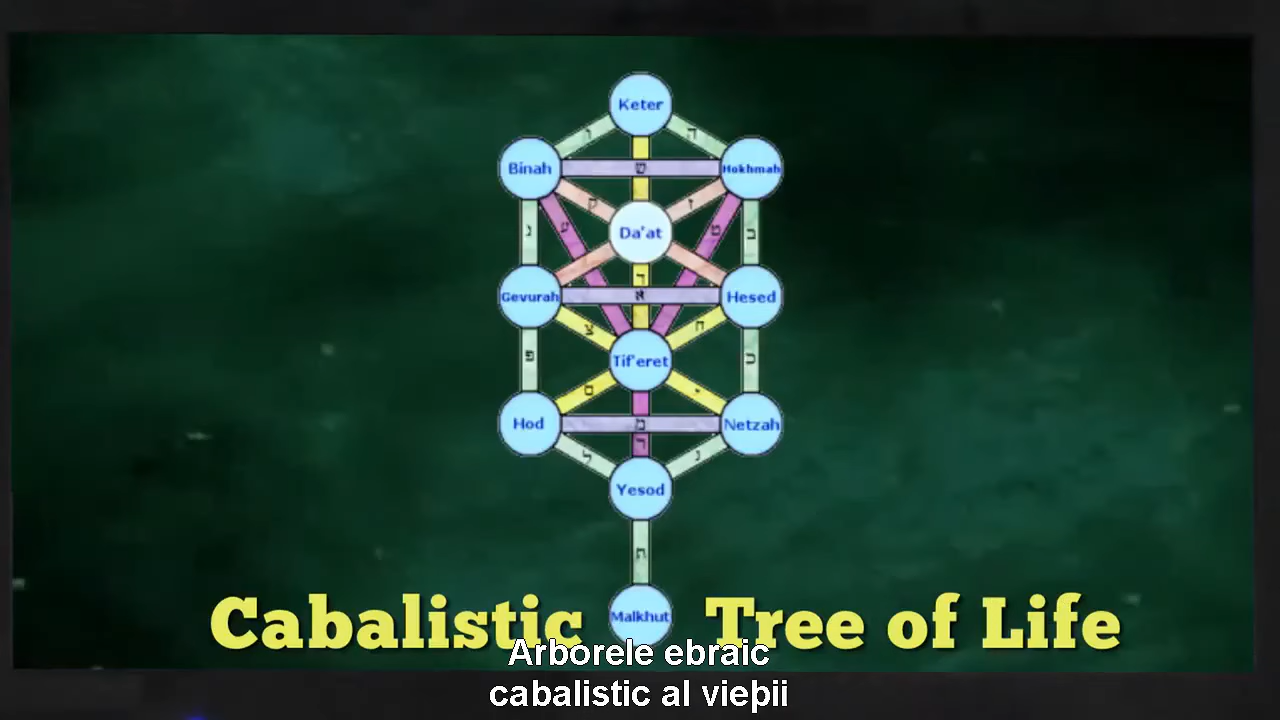 Keter
ו
ה
Binah
ש
Hokhmah
ק
ז
Da'at
נ
ע
ט
ב
ר
Gevurah
א
Hesed
צ
ח
פ
Tif'eret
כ
ם
י
Hod
מ
Netzah
ר
ל
נ
Yesod
ת
Cabalistic Malkhut Tree of Life
Arborele ebraic
cabalistic al vieþii